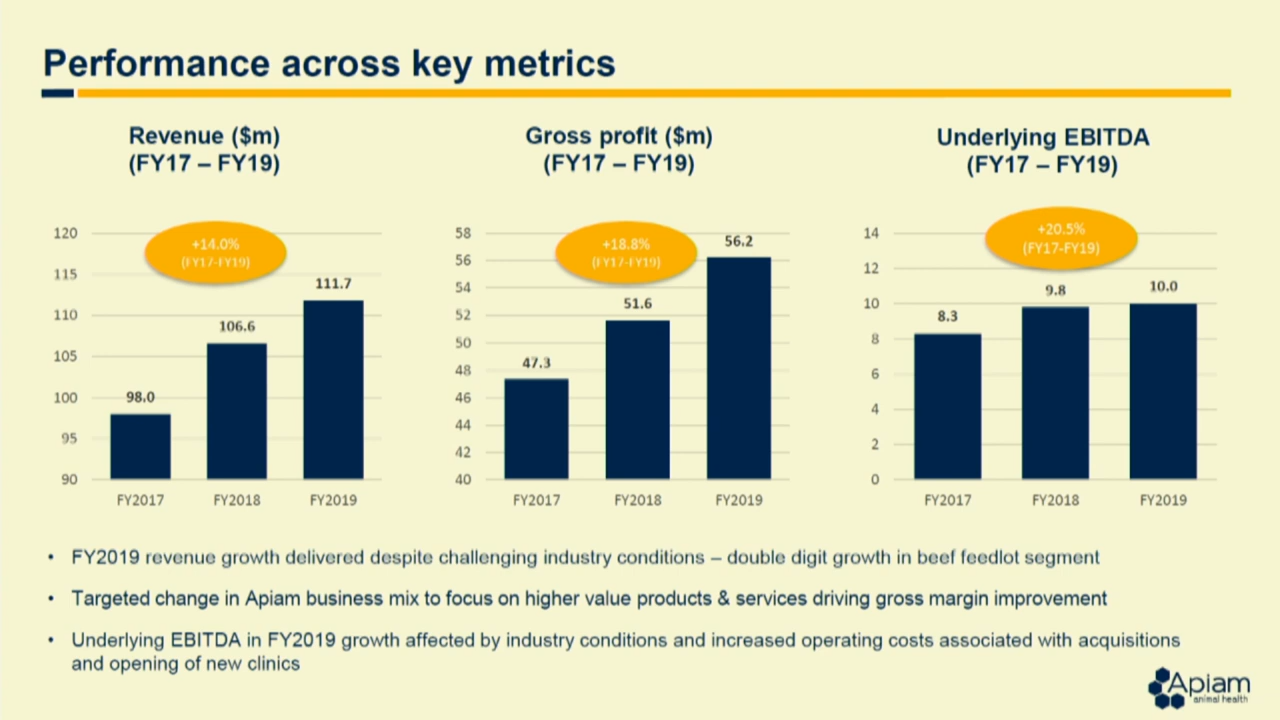 Performance across key metrics
Revenue ($m)
(FY17 – FY19)
120
115
110
105
100
95
90
+14.0%
(FY17-FY19)
98.0
106.6
111.7
FY2017
FY2018
FY2019
Gross profit ($m)
(FY17 – FY19)
58
56
54
52
50
48
46
44
42
40
+18.8%
(FY17-FY19)
47.3
51.6
56.2
FY2017
FY2018
FY2019
Underlying EBITDA
(FY17 – FY19)
14
12
10
8
6
4
2
0
+20.5%
(FY17-FY19)
8.3
9.8
10.0
FY2017
FY2018
FY2019
• FY2019 revenue growth delivered despite challenging industry conditions – double digit growth in beef feedlot segment
• Targeted change in Apiam business mix to focus on higher value products & services driving gross margin improvement
• Underlying EBITDA in FY2019 growth affected by industry conditions and increased operating costs associated with acquisitions
and opening of new clinics
Apiam
animal health